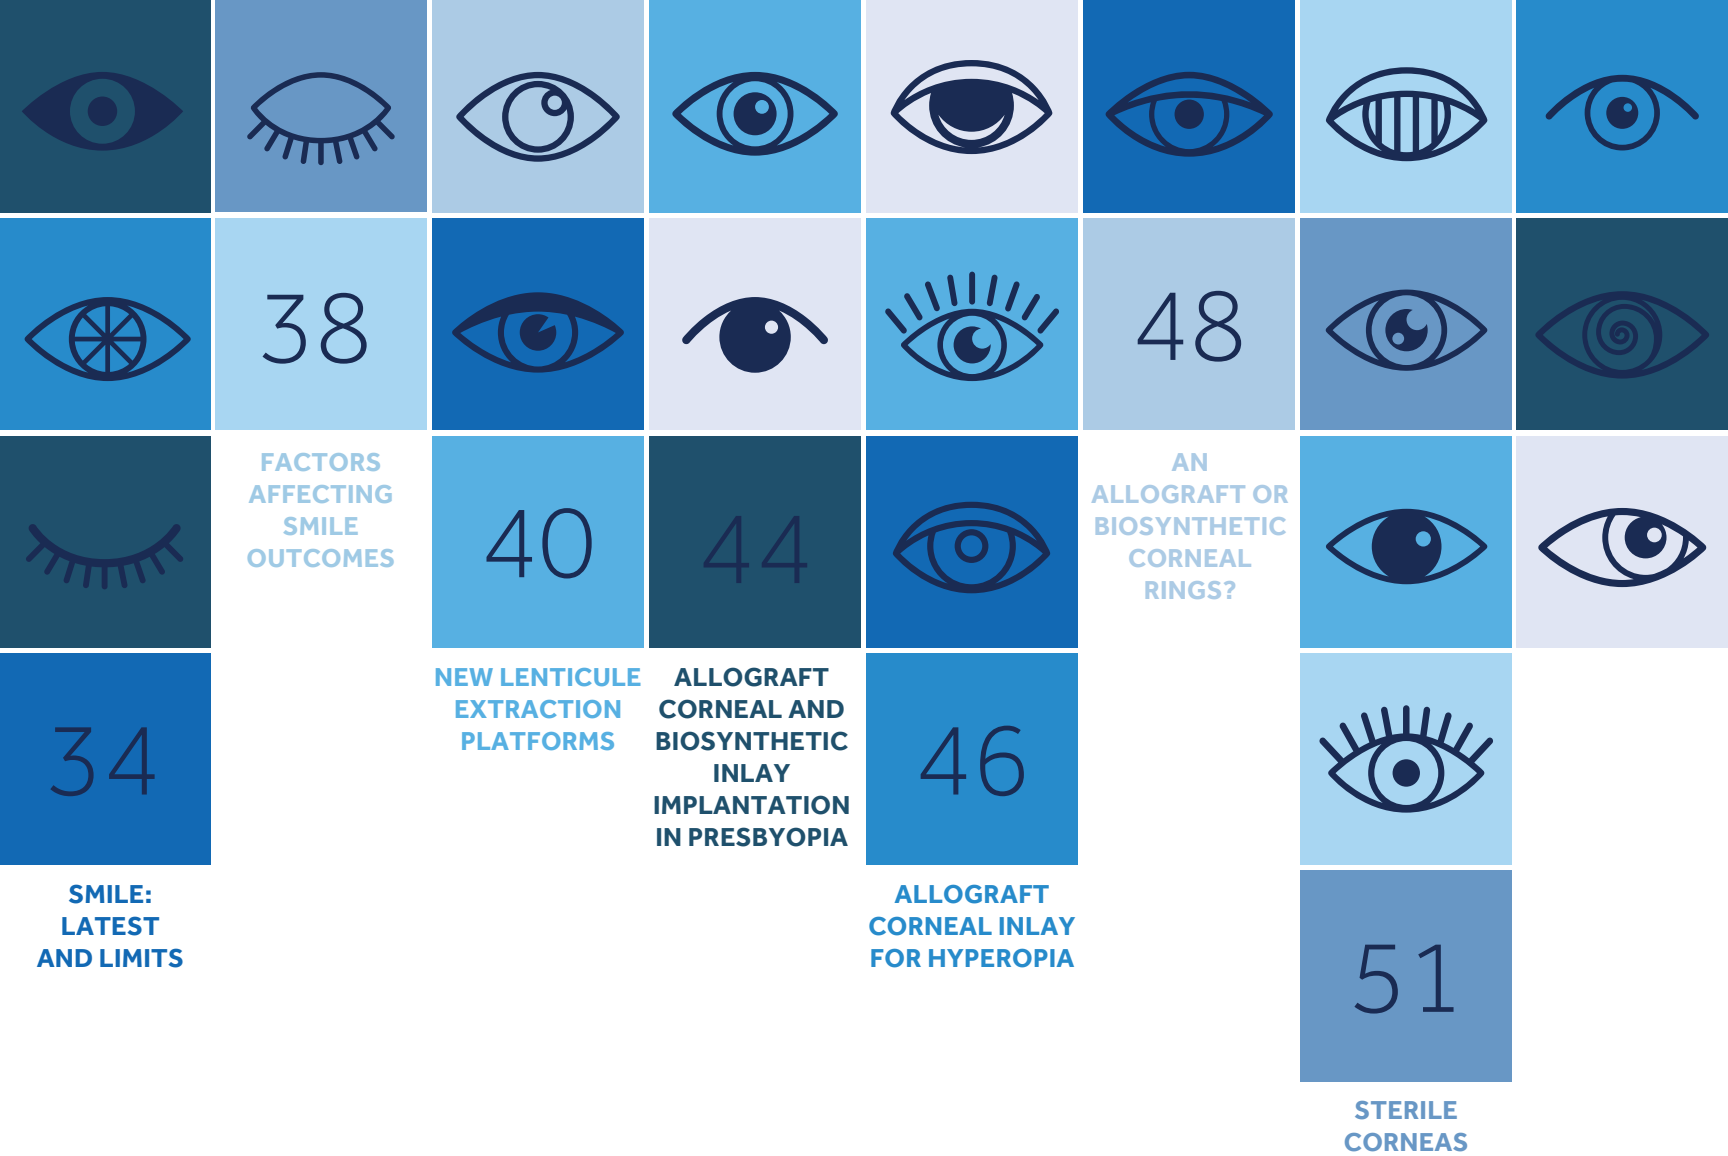 38
48
FACTORS
AFFECTING
SMILE
OUTCOMES
40
44
AN
ALLOGRAFT OR
BIOSYNTHETIC
CORNEAL
RINGS?
34
SMILE:
LATEST
AND LIMITS
NEW LENTICULE
EXTRACTION
PLATFORMS
ALLOGRAFT
CORNEAL AND
BIOSYNTHETIC
INLAY
IMPLANTATION
IN PRESBYOPIA
46
ALLOGRAFT
CORNEAL INLAY
FOR HYPEROPIA
51
STERILE
CORNEAS